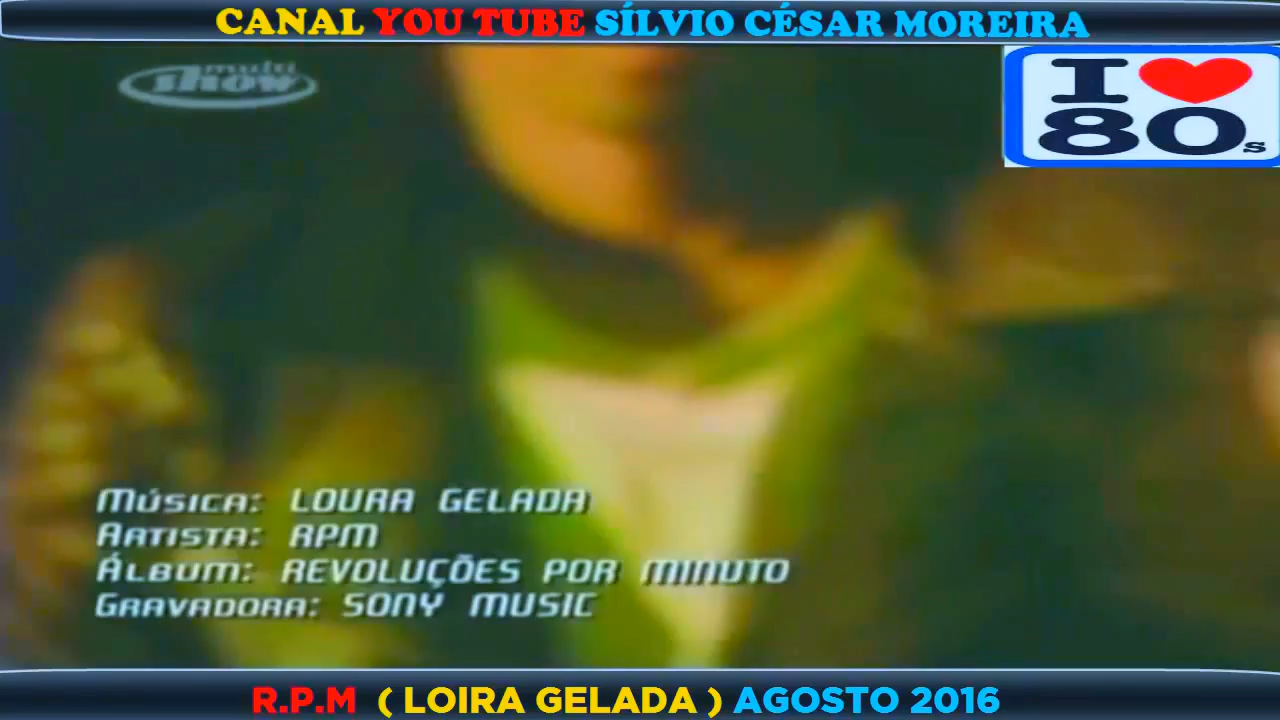 CANAL YOU TUBE SÍLVIO CÉSAR MOREIRA
multi
show
I
80s
Música: LOURA GELADA
Artista: RPM
Álbum: REVOLUÇÕES POR MINUTO
Gravadora: SONY MUSIC
R.P.M ( LOIRA GELADA ) AGOSTO 2016